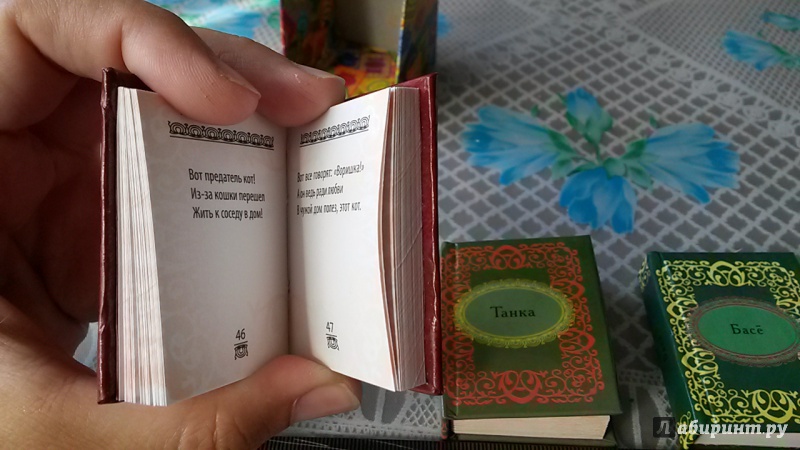 Вот предатель кот!
Из-за кошки перешел
Жить к соседу в дом!
46
Вот все говорят: «Воришка!»
А он ведь ради любви
В чужой дом полез, этот кот.
47
Танка
Басё
Лабиринт.ру